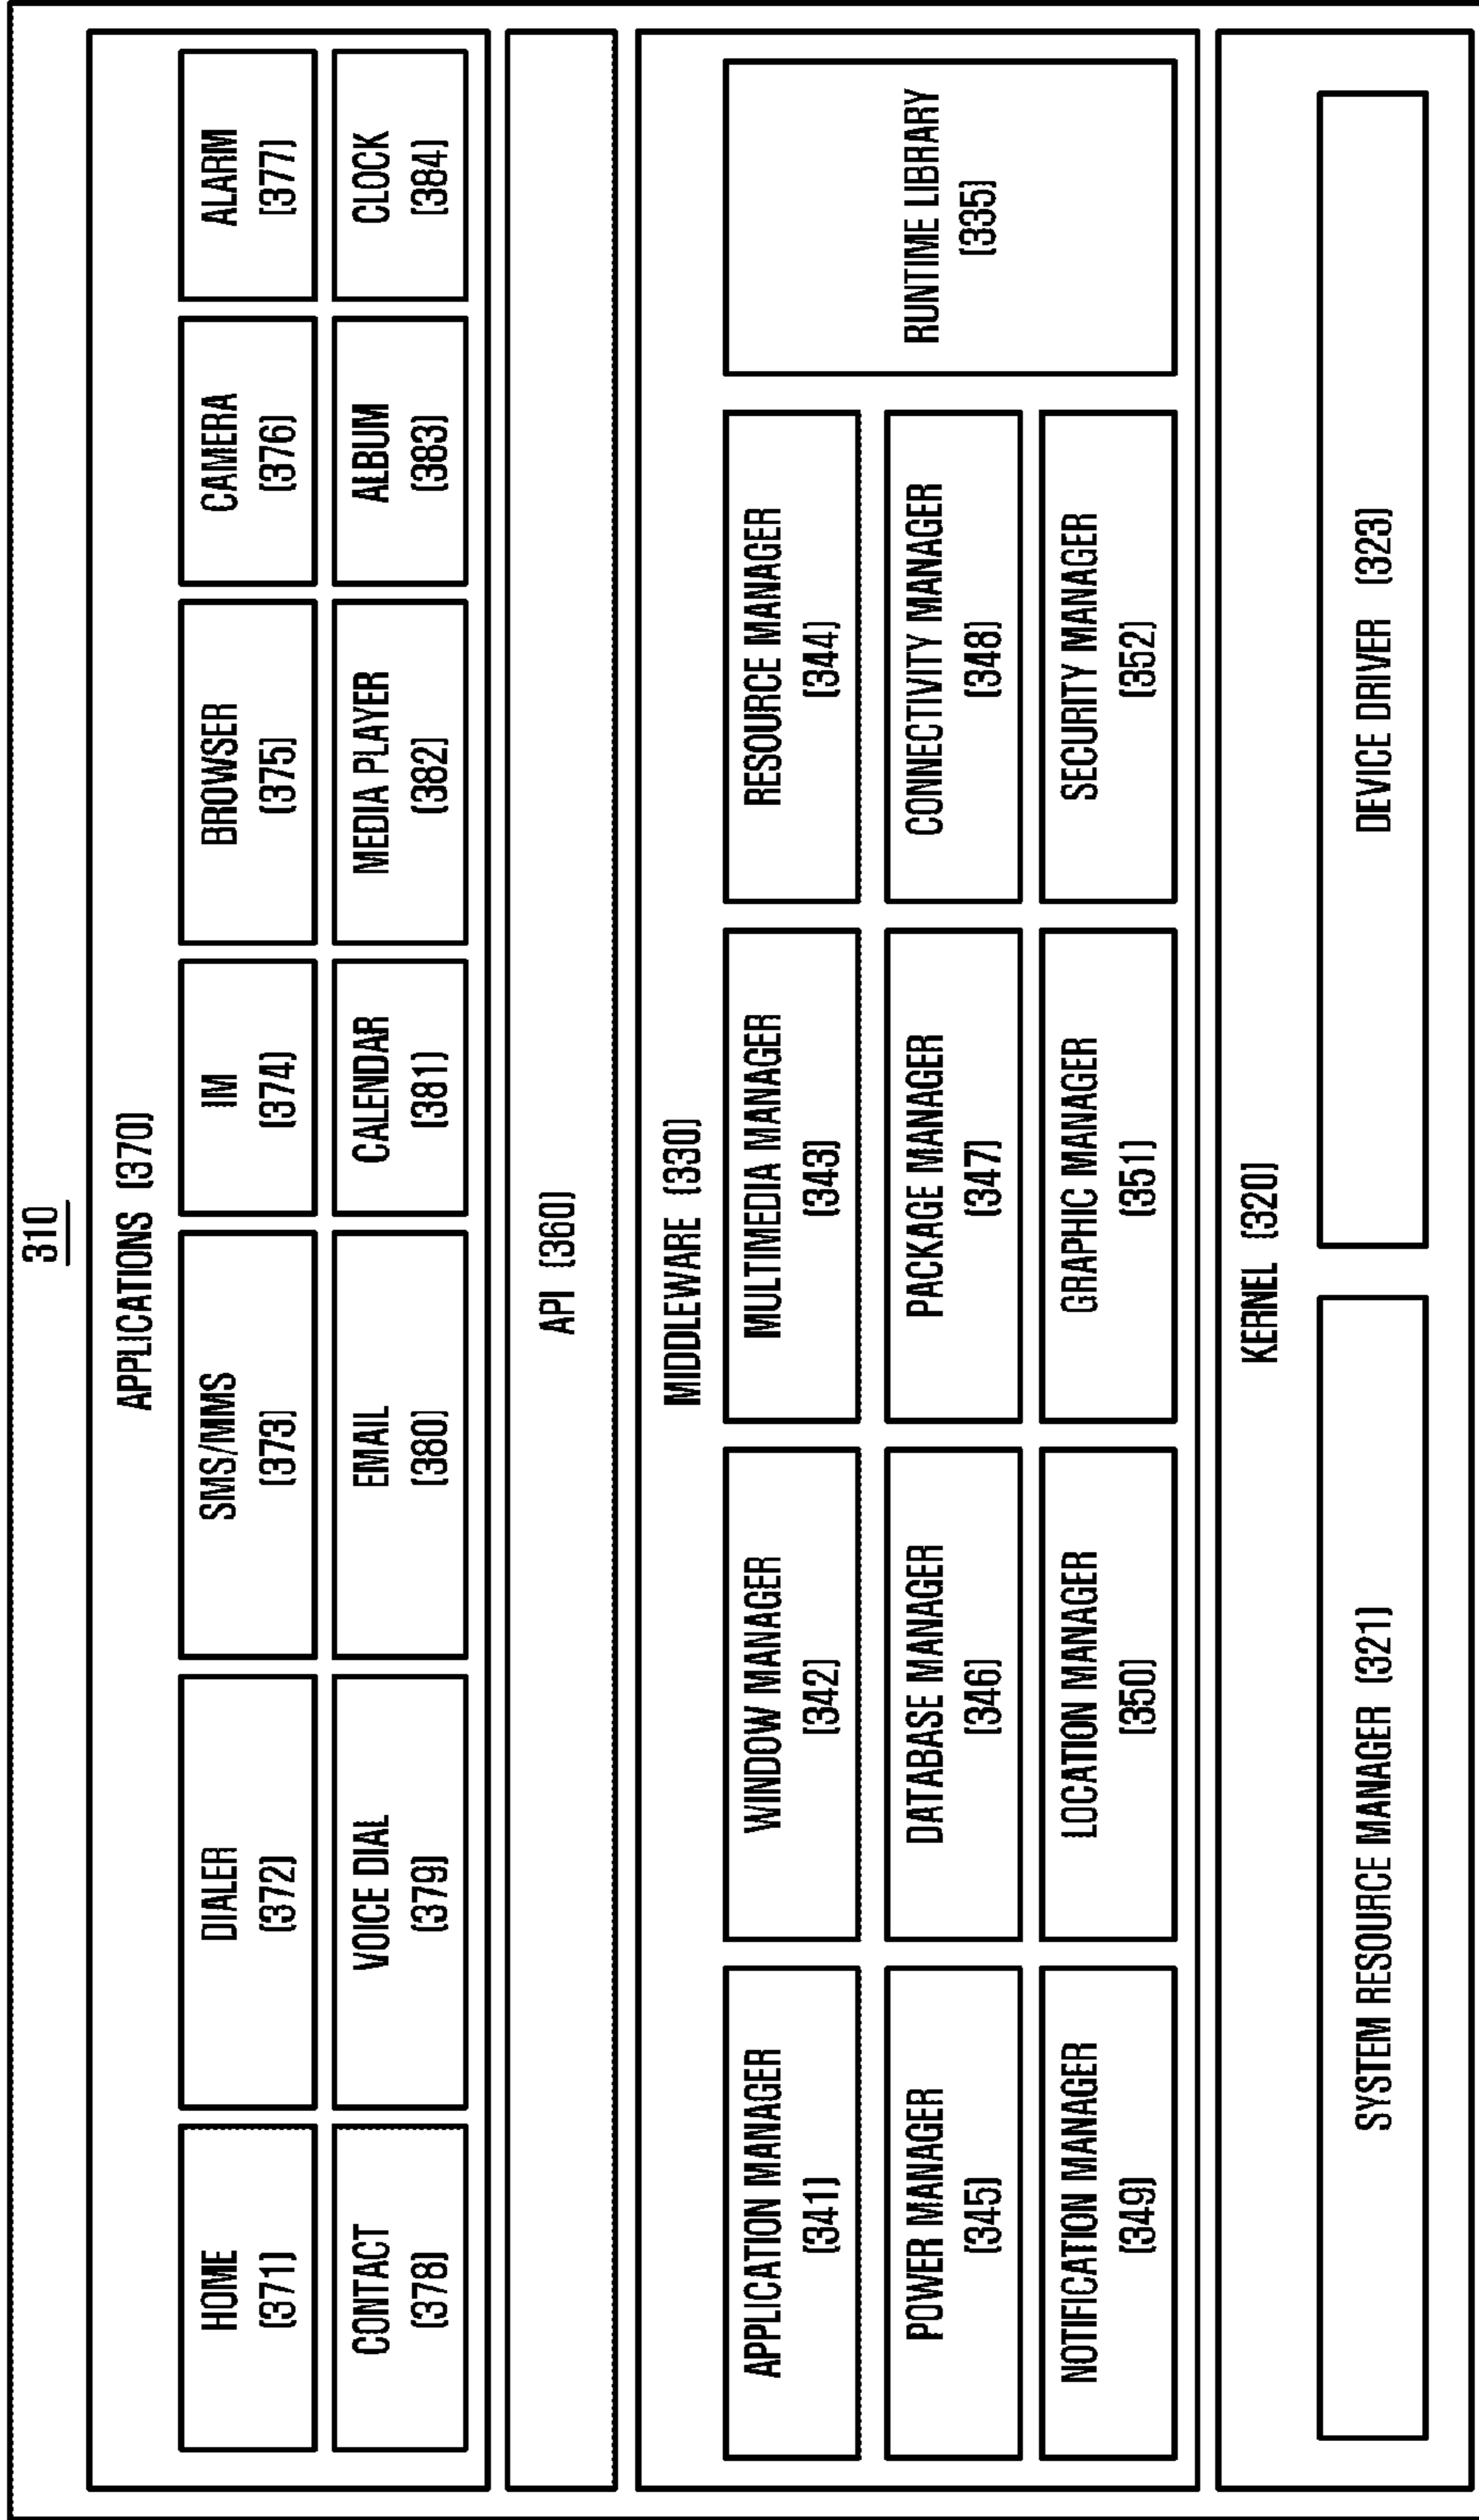 310
APPLICATIONS (370)
HOME
(371)
DIALER
(372)
SMS/MMS
(373)
IM
(374)
BROWSER
(375)
CAMERA
(376)
ALARM
(377)
CONTACT
(378)
VOICE DIAL
(379)
EMAIL
(380)
CALENDAR
(381)
MEDIA PLAYER
(382)
ALBUM
(383)
CLOCK
(384)
API (360)
MIDDLEWARE (330)
APPLICATION MANAGER
(341)
WINDOW MANAGER
(342)
MULTIMEDIA MANAGER
(343)
RESOURCE MANAGER
(344)
POWER MANAGER
(345)
DATABASE MANAGER
(346)
PACKAGE MANAGER
(347)
CONNECTIVITY MANAGER
(348)
NOTIFICATION MANAGER
(349)
LOCATION MANAGER
(350)
GRAPHIC MANAGER
(351)
SECURITY MANAGER
(352)
RUNTIME LIBRARY
(335)
KERNEL (320)
SYSTEM RESOURCE MANAGER (321)
DEVICE DRIVER (323)